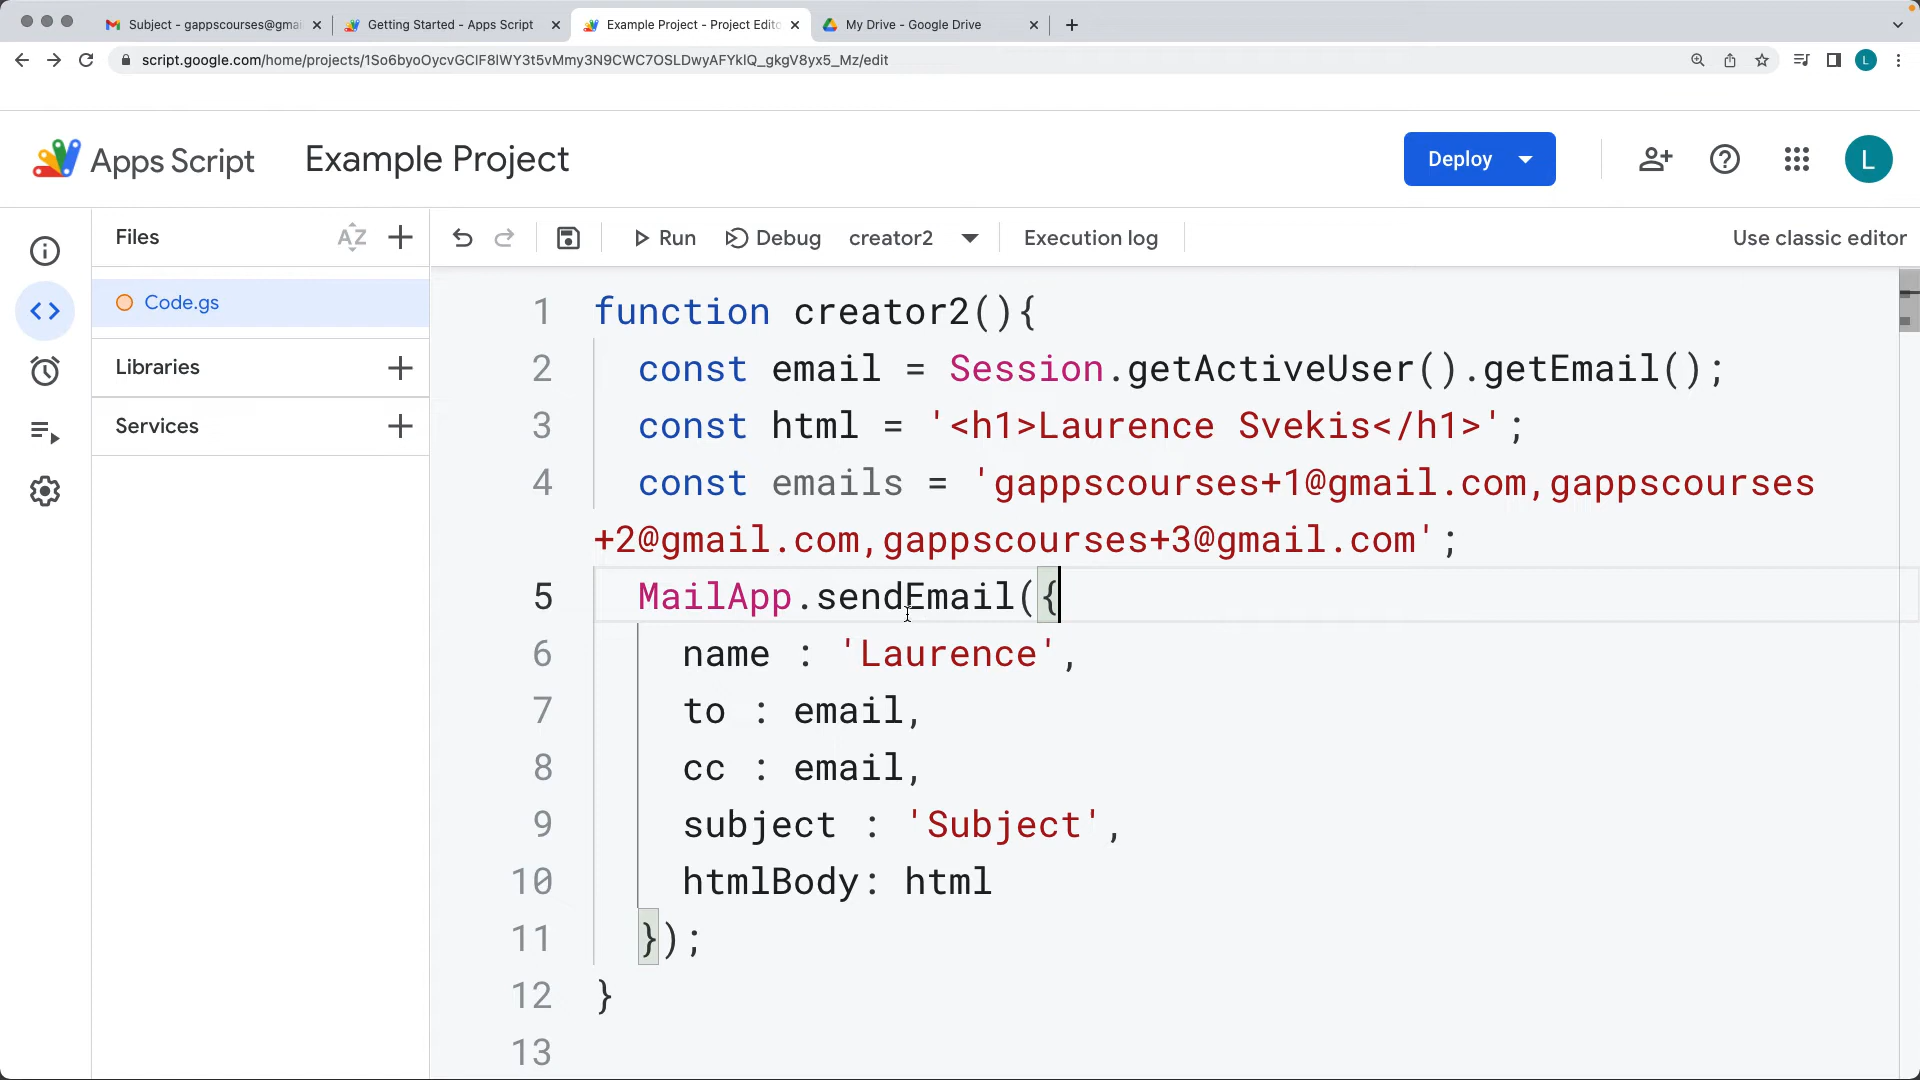 Subject - gappscourses@gmai
Getting Started - Apps Script
Example Project - Project Edito
My Drive - Google Drive
script.google.com/home/projects/1So6byoOycvGClF8lWY3t5vMmy3N9CWC7OSLDwyAFYklQ_gkgV8yx5_Mz/edit
L
Apps Script
Example Project
Deploy
L
Files
AZ
Run
Debug
creator2
Execution log
Use classic editor
Code.gs
Libraries
Services
1 function creator2(){
2 const email = Session.getActiveUser().getEmail();
3 const html = '<h1>Laurence Svekis</h1>';
4 const emails = 'gappscourses+1@gmail.com,gappscourses
+2@gmail.com,gappscourses+3@gmail.com';
5 MailApp.sendEmail({
6 name : 'Laurence',
7 to : email,
8 cc : email,
9 subject : 'Subject',
10 htmlBody: html
11 });
12 }
13